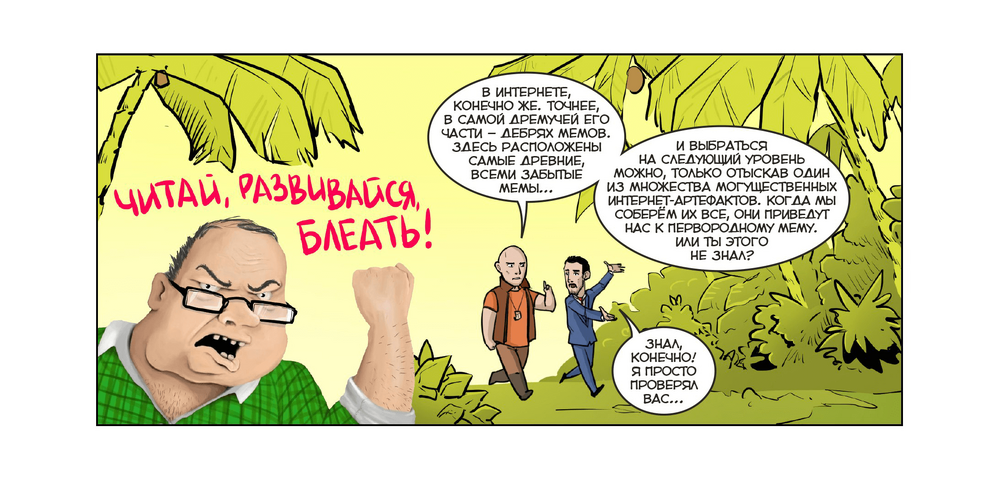 ЧИТАЙ, РАЗВИВАЙСЯ,
БЛЕАТЬ!
В ИНТЕРНЕТЕ,
КОНЕЧНО ЖЕ. ТОЧНЕЕ,
В САМОЙ ДРЕМУЧЕЙ ЕГО
ЧАСТИ – ДЕБРЯХ МЕМОВ.
ЗДЕСЬ РАСПОЛОЖЕНЫ
САМЫЕ ДРЕВНИЕ,
ВСЕМИ ЗАБЫТЫЕ
МЕМЫ...
И ВЫБРАТЬСЯ
НА СЛЕДУЮЩИЙ УРОВЕНЬ
МОЖНО, ТОЛЬКО ОТЫСКАВ ОДИН
ИЗ МНОЖЕСТВА МОГУЩЕСТВЕННЫХ
ИНТЕРНЕТ-АРТЕФАКТОВ. КОГДА МЫ
СОБЕРЁМ ИХ ВСЕ, ОНИ ПРИВЕДУТ
НАС К ПЕРВОРОДНОМУ МЕМУ.
ИЛИ ТЫ ЭТОГО
НЕ ЗНАЛ?
ЗНАЛ,
КОНЕЧНО!
Я ПРОСТО
ПРОВЕРЯЛ
ВАС...